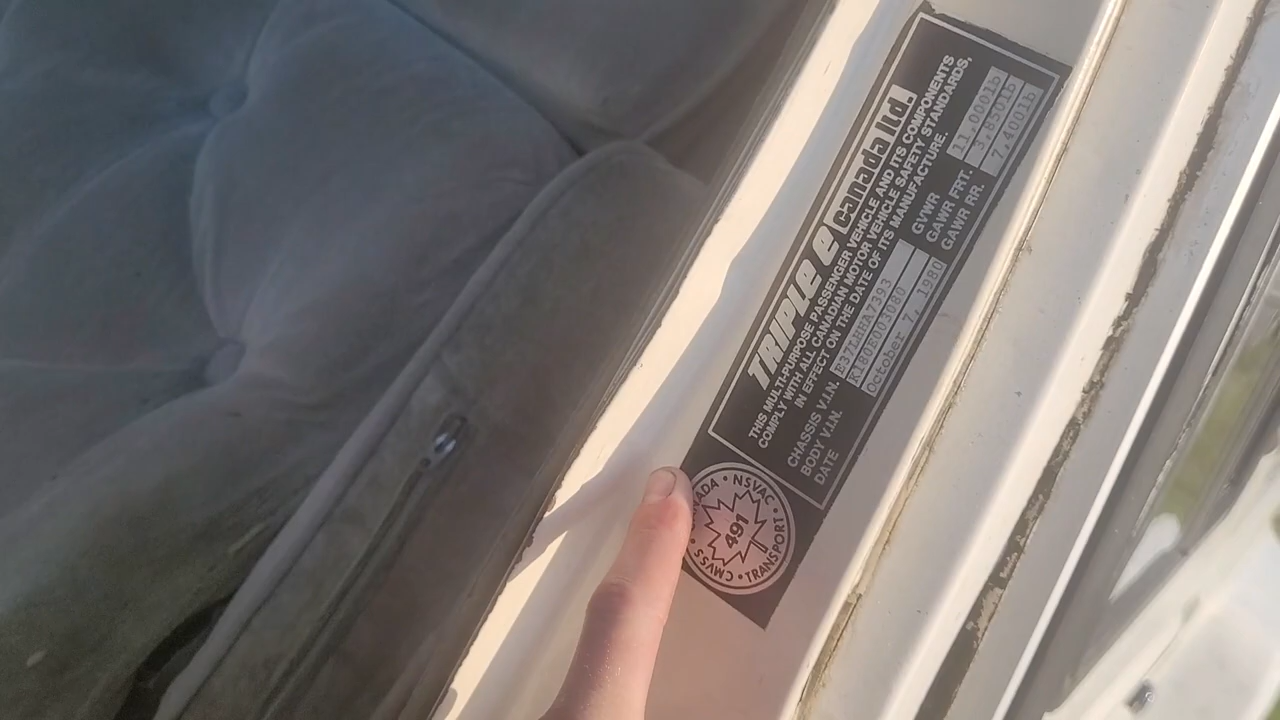 TRIPLE E canada ltd.
THIS MULTI-PURPOSE PASSENGER VEHICLE AND ITS COMPONENTS
COMPLY WITH ALL CANADIAN MOTOR VEHICLE SAFETY STANDARDS,
IN EFFECT ON THE DATE OF ITS MANUFACTURE.
CHASSIS V.I.N. GVWR 11,000lb
BODY V.I.N. K180E003080 GAWR FRT. 3,850lb
DATE October 7, 1980 GAWR RR. 7,400lb
NSVAC • TRANSPORT • CMVSS •
491